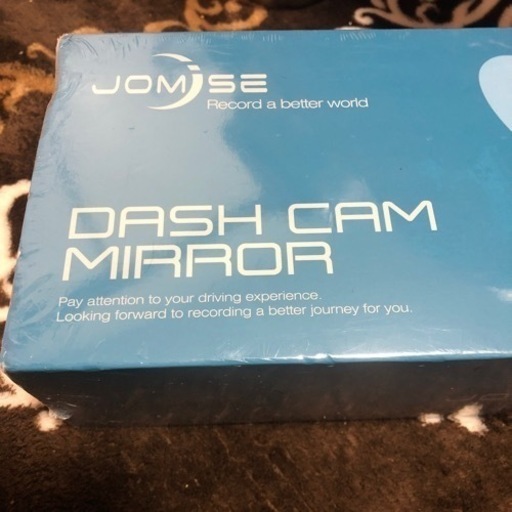 JOMISE
Record a better world
DASH CAM
MIRROR
Pay attention to your driving experience.
Looking forward to recording a better journey for you.